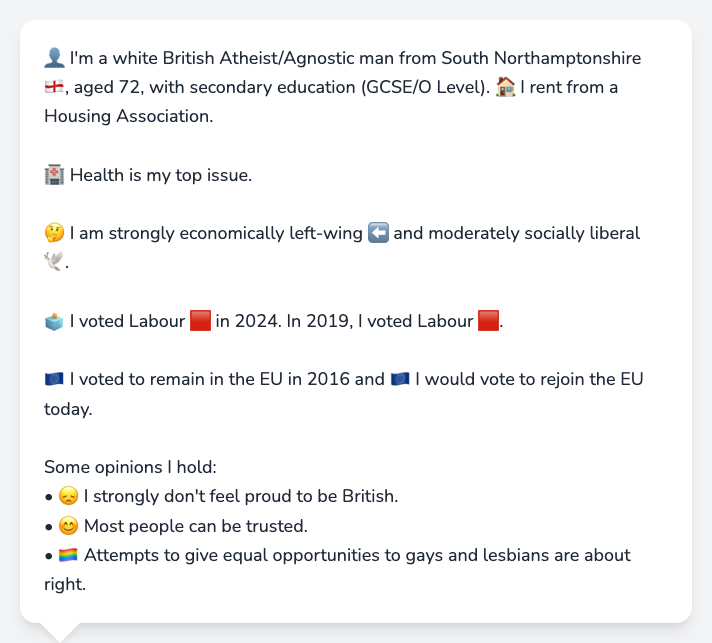 👤 I'm a white British Atheist/Agnostic man from South Northamptonshire
🏴󠁧󠁢󠁥󠁮󠁧󠁿, aged 72, with secondary education (GCSE/O Level). 🏠 I rent from a
Housing Association.
🏥 Health is my top issue.
🤔 I am strongly economically left-wing ⬅️ and moderately socially liberal
🕊️.
🗳️ I voted Labour 🟥 in 2024. In 2019, I voted Labour 🟥.
🇪🇺 I voted to remain in the EU in 2016 and 🇪🇺 I would vote to rejoin the EU
today.
Some opinions I hold:
• 😞 I strongly don't feel proud to be British.
• 😊 Most people can be trusted.
• 🏳️‍🌈 Attempts to give equal opportunities to gays and lesbians are about
right.